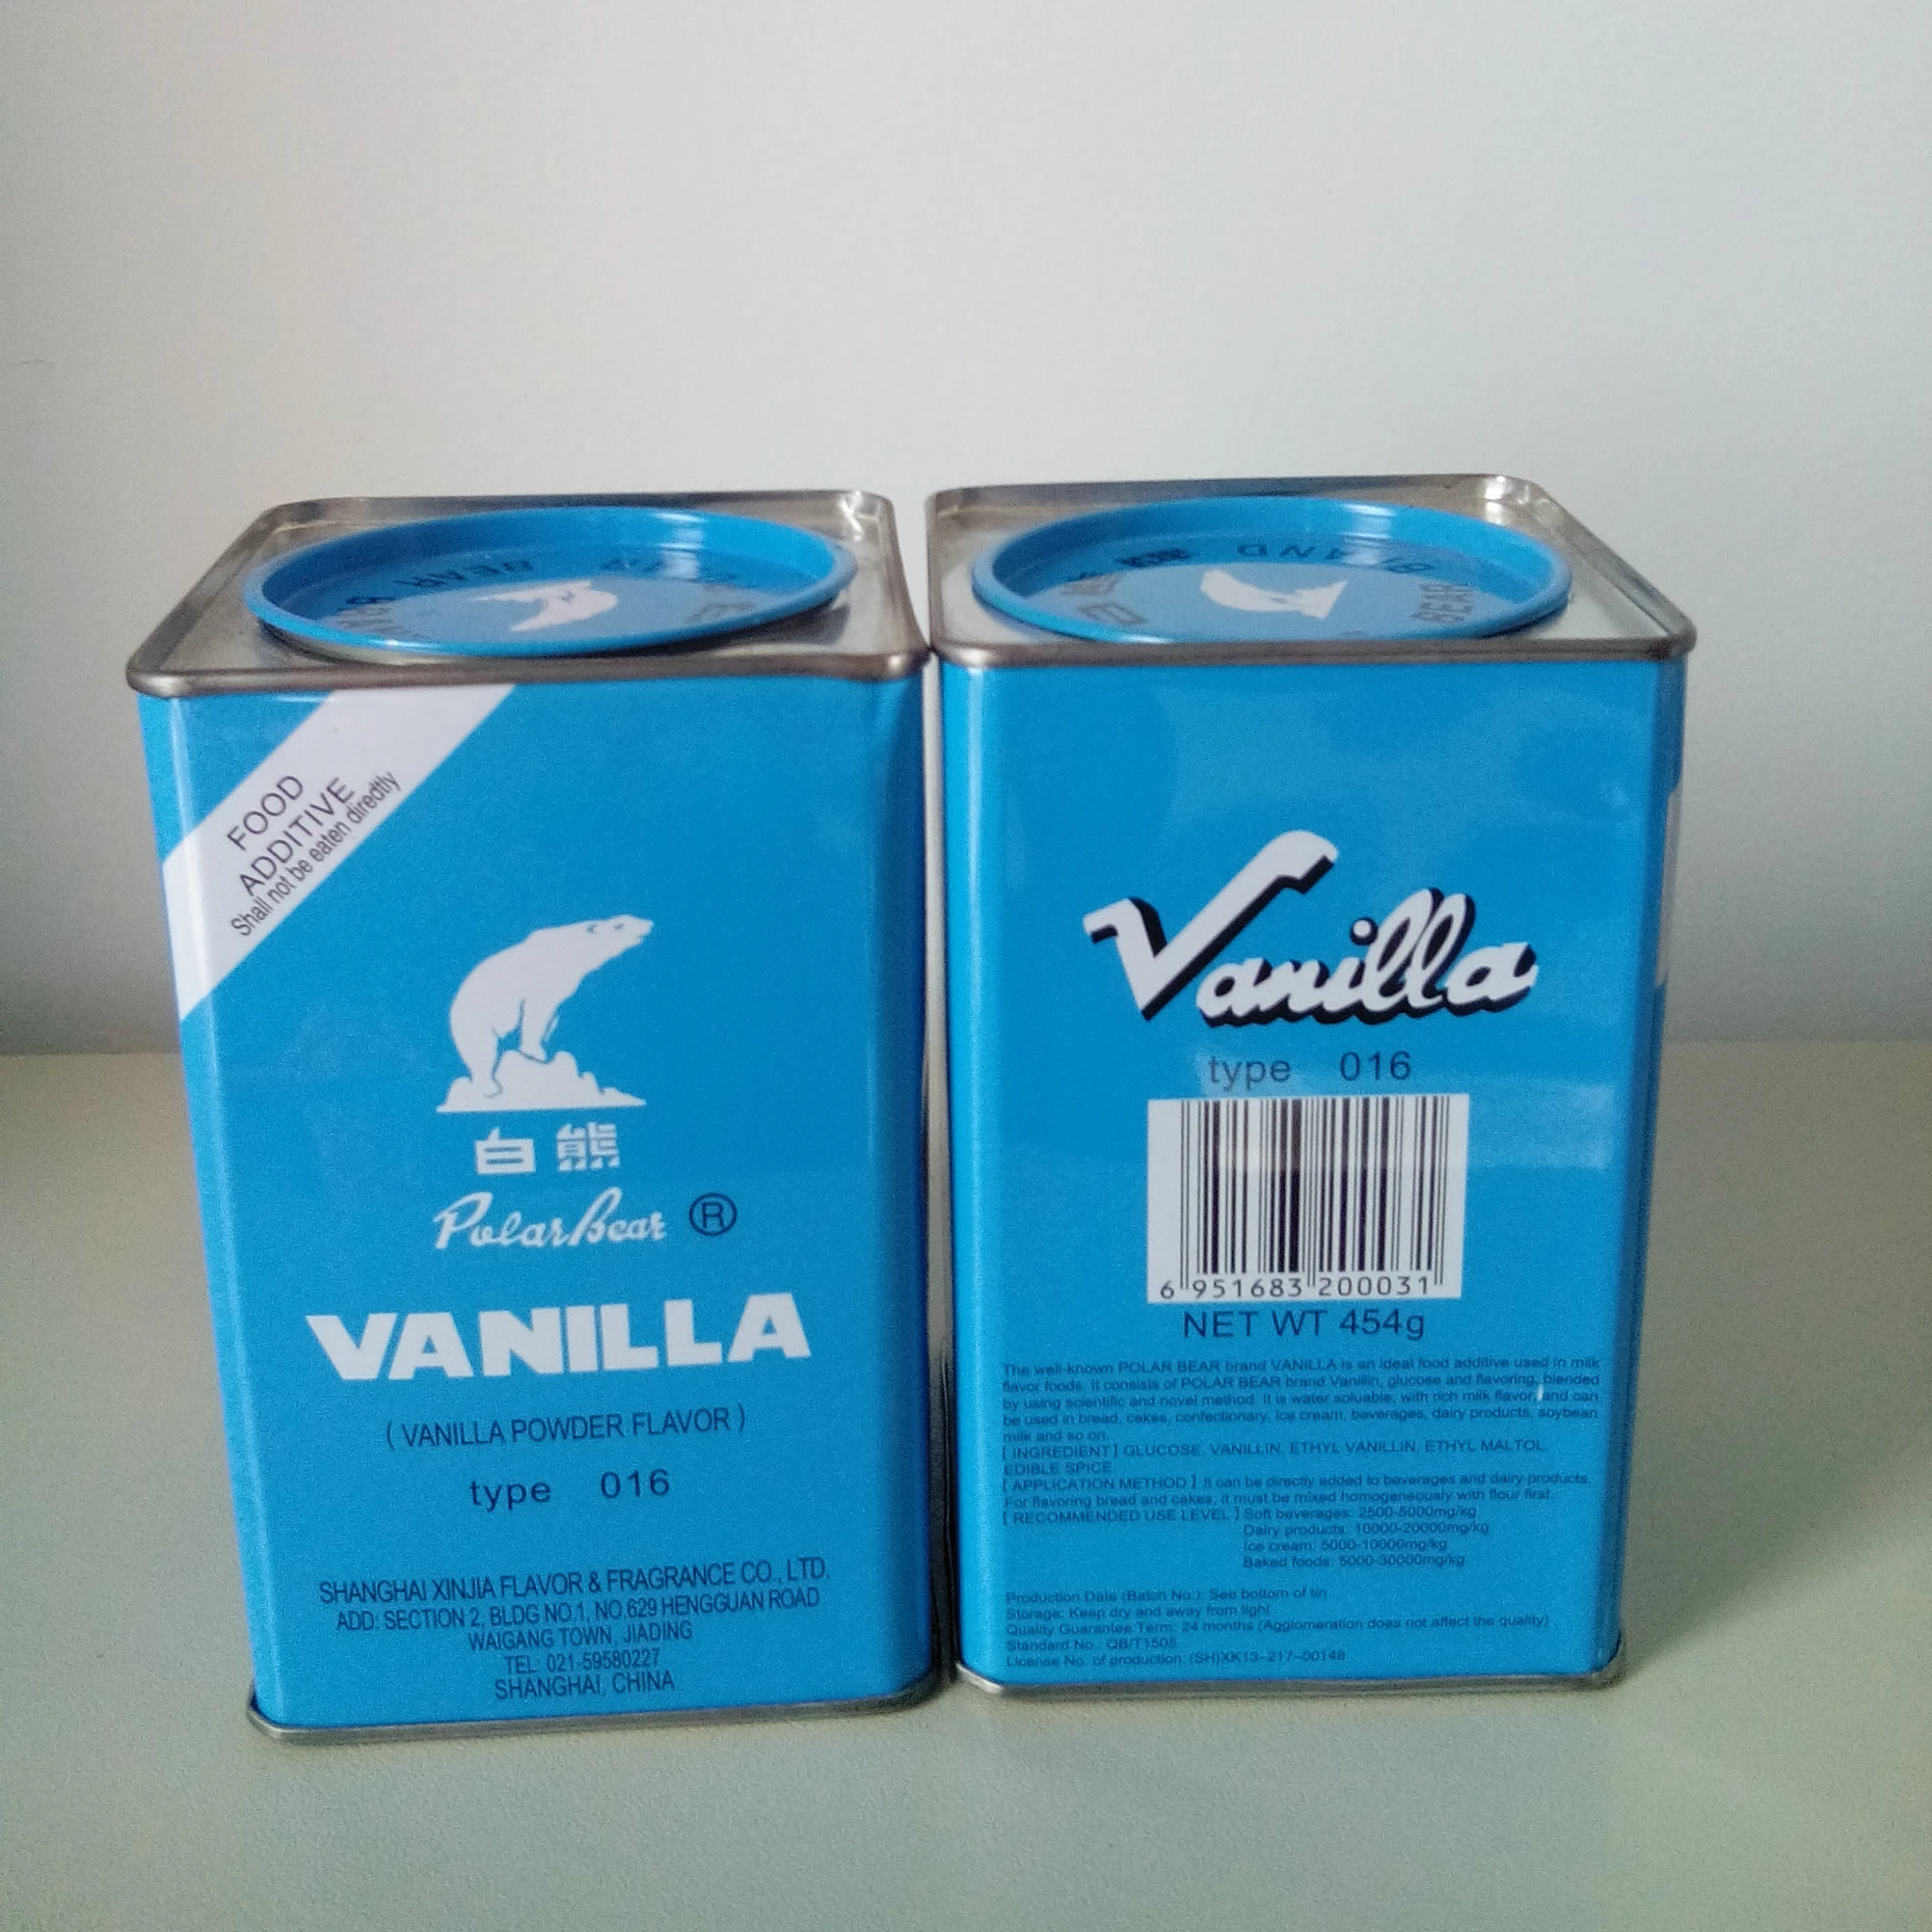 BEAR
BRAND
BEAR
FOOD
ADDITIVE
Shall not be eaten diredtly
白熊
Polar Bear ®
VANILLA
( VANILLA POWDER FLAVOR )
type 016
SHANGHAI XINJIA FLAVOR & FRAGRANCE CO., LTD.
ADD: SECTION 2, BLDG NO.1, NO.629 HENGGUAN ROAD
WAIGANG TOWN, JIADING
TEL: 021-59580227
SHANGHAI, CHINA
Vanilla
type 016
6 951683 200031
NET WT 454g
The well-known POLAR BEAR brand VANILLA is an ideal food additive used in milk
flavor foods. It consists of POLAR BEAR brand Vanillin, glucose and flavoring, blended
by using scientific and novel method. It is water soluable, with rich milk flavor, and can
be used in bread, cakes, confectionary, ice cream, beverages, dairy products, soybean
milk and so on.
[ INGREDIENT ] GLUCOSE, VANILLIN, ETHYL VANILLIN, ETHYL MALTOL,
EDIBLE SPICE
[ APPLICATION METHOD ] It can be directly added to beverages and dairy products.
For flavoring bread and cakes, it must be mixed homogeneously with flour first.
[ RECOMMENDED USE LEVEL ] Soft beverages: 2500-5000mg/kg
Dairy products: 10000-20000mg/kg
Ice cream: 5000-10000mg/kg
Baked foods: 5000-30000mg/kg
Production Date (Batch No.): See bottom of tin
Storage: Keep dry and away from light
Quality Guarantee Term: 24 months (Agglomeration does not affect the quality)
Standard No.: QB/T1505
License No. of production: (SH)XK13-217-00148